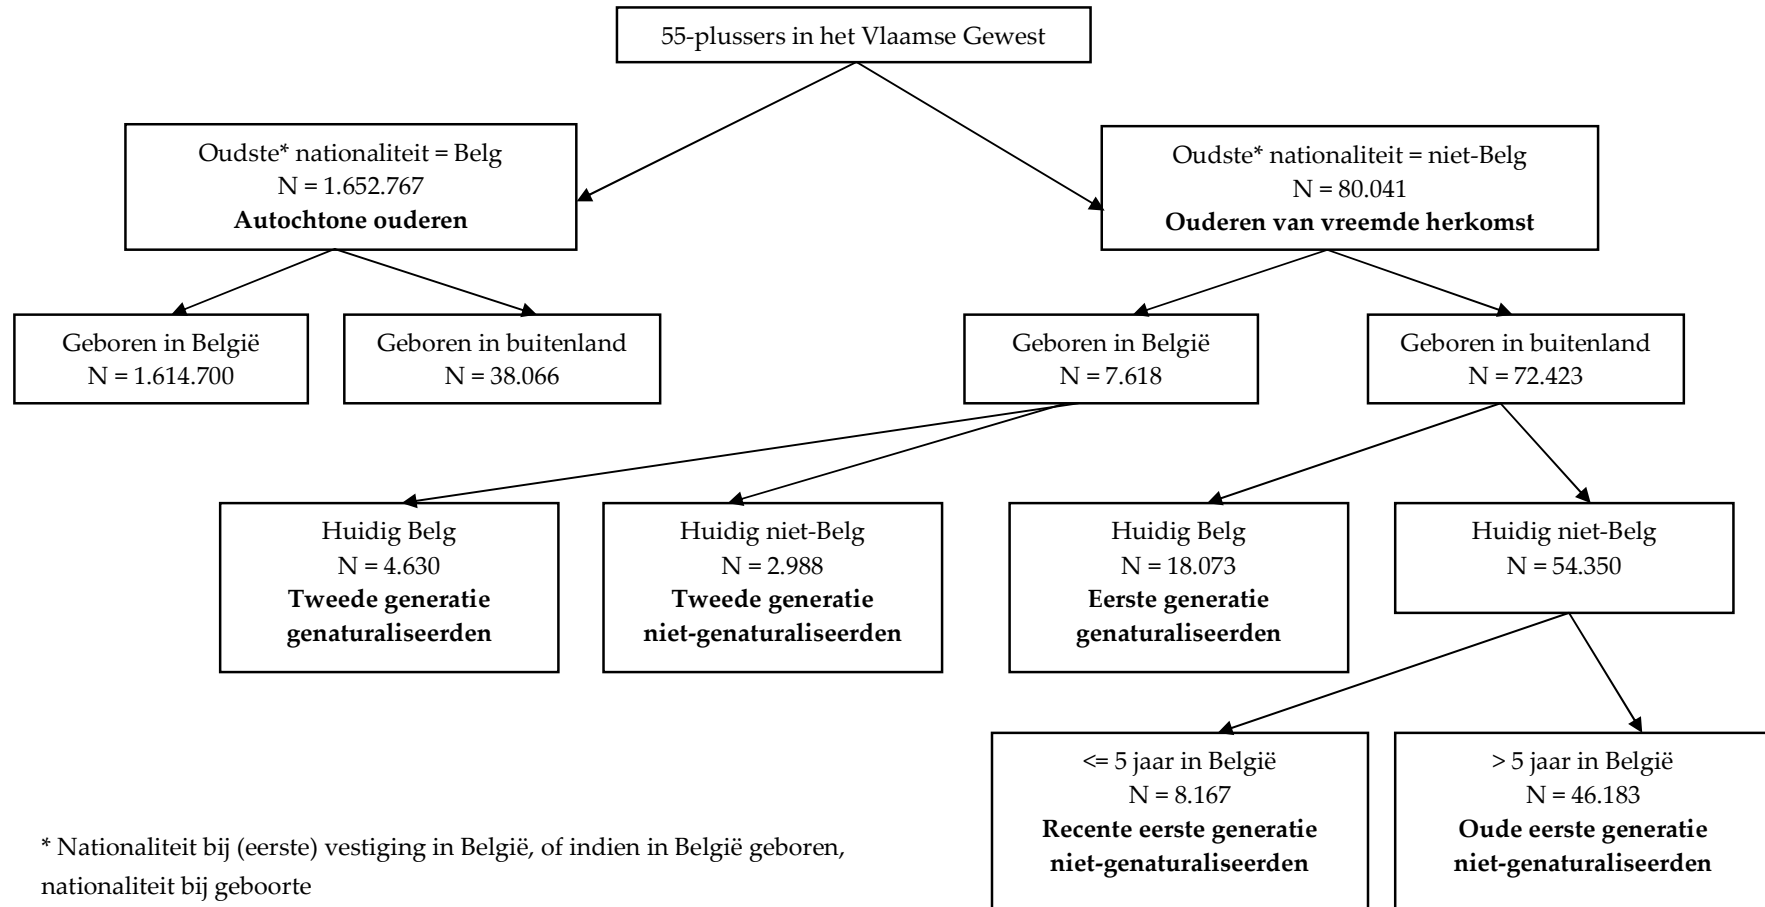 55-plussers in het Vlaamse Gewest
Oudste* nationaliteit = Belg
N = 1.652.767
Autochtone ouderen
Oudste* nationaliteit = niet-Belg
N = 80.041
Ouderen van vreemde herkomst
Geboren in België
N = 1.614.700
Geboren in buitenland
N = 38.066
Geboren in België
N = 7.618
Geboren in buitenland
N = 72.423
Huidig Belg
N = 4.630
Tweede generatie
genaturaliseerden
Huidig niet-Belg
N = 2.988
Tweede generatie
niet-genaturaliseerden
Huidig Belg
N = 18.073
Eerste generatie
genaturaliseerden
Huidig niet-Belg
N = 54.350
<= 5 jaar in België
N = 8.167
Recente eerste generatie
niet-genaturaliseerden
> 5 jaar in België
N = 46.183
Oude eerste generatie
niet-genaturaliseerden
* Nationaliteit bij (eerste) vestiging in België, of indien in België geboren,
nationaliteit bij geboorte